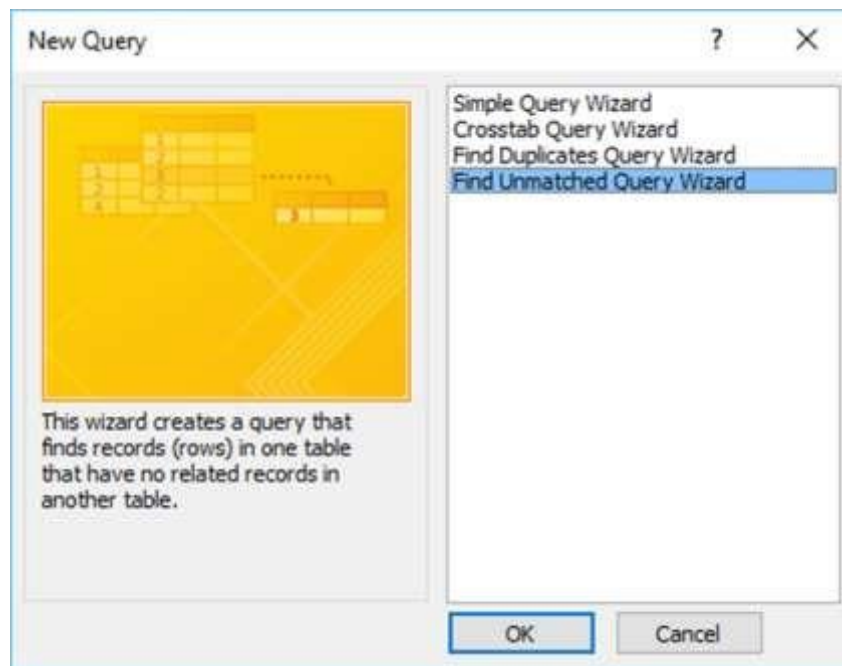 New Query
?
Simple Query Wizard
Crosstab Query Wizard
Find Duplicates Query Wizard
Find Unmatched Query Wizard
This wizard creates a query that
finds records (rows) in one table
that have no related records in
another table.
OK
Cancel